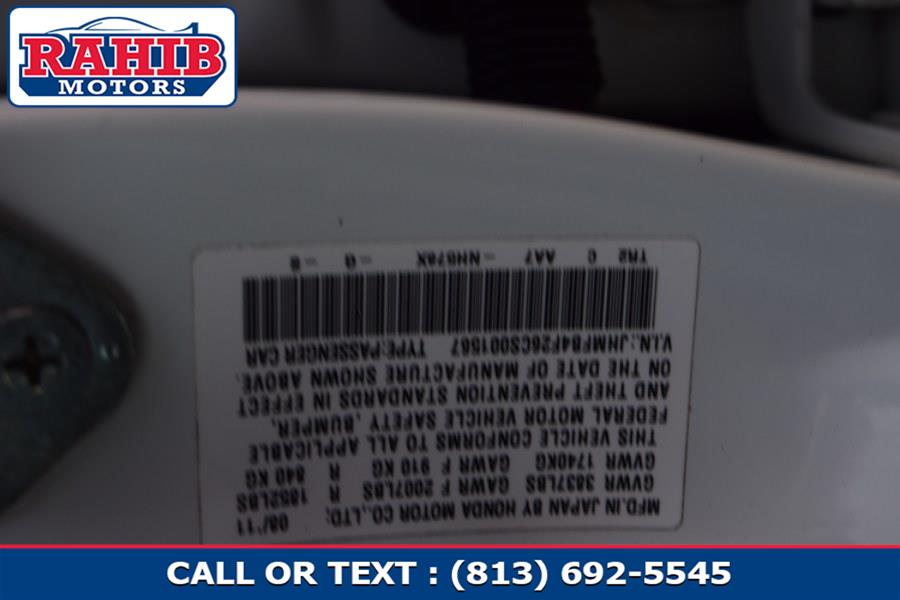 RAHIB
MOTORS
MFD. IN JAPAN BY HONDA MOTOR CO., LTD: 08/'11
GVWR 3837LBS GAWR F 2007LBS R 1852LBS
GVWR 1740KG GAWR F 910 KG R 840 KG
THIS VEHICLE CONFORMS TO ALL APPLICABLE
FEDERAL MOTOR VEHICLE SAFETY ,BUMPER,
AND THEFT PREVENTION STANDARDS IN EFFECT
ON THE DATE OF MANUFACTURE SHOWN ABOVE.
V.I.N.: JHMFB4F26CS001567 TYPE:PASSENGER CAR
TR2 C AA7 - NH578X - G - S
CALL OR TEXT : (813) 692-5545